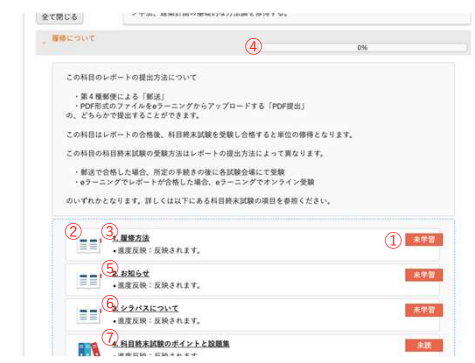 全て閉じる
履修について
④
0%
この科目のレポートの提出方法について
・第４種郵便による「郵送」
・PDF形式のファイルをeラーニングからアップロードする「PDF提出」
の、どちらかで提出することができます。
この科目はレポートの合格後、科目終末試験を受験し合格すると単位の修得となります。
この科目の科目終末試験の受験方法はレポートの提出方法によって異なります。
・郵送で合格した場合、所定の手続きの後に各試験会場にて受験
・eラーニングでレポートが合格した場合、eラーニングでオンライン受験
のいずれかとなります。詳しくは以下にある科目終末試験の項目を参照ください。
② ③ 1. 履修方法 ① 未学習
•進度反映：反映されます。
⑤ 2. お知らせ 未学習
•進度反映：反映されます。
⑥ 3. シラバスについて 未学習
•進度反映：反映されます。
⑦ 4. 科目終末試験のポイントと設題集 未読
•進度反映：反映されます。